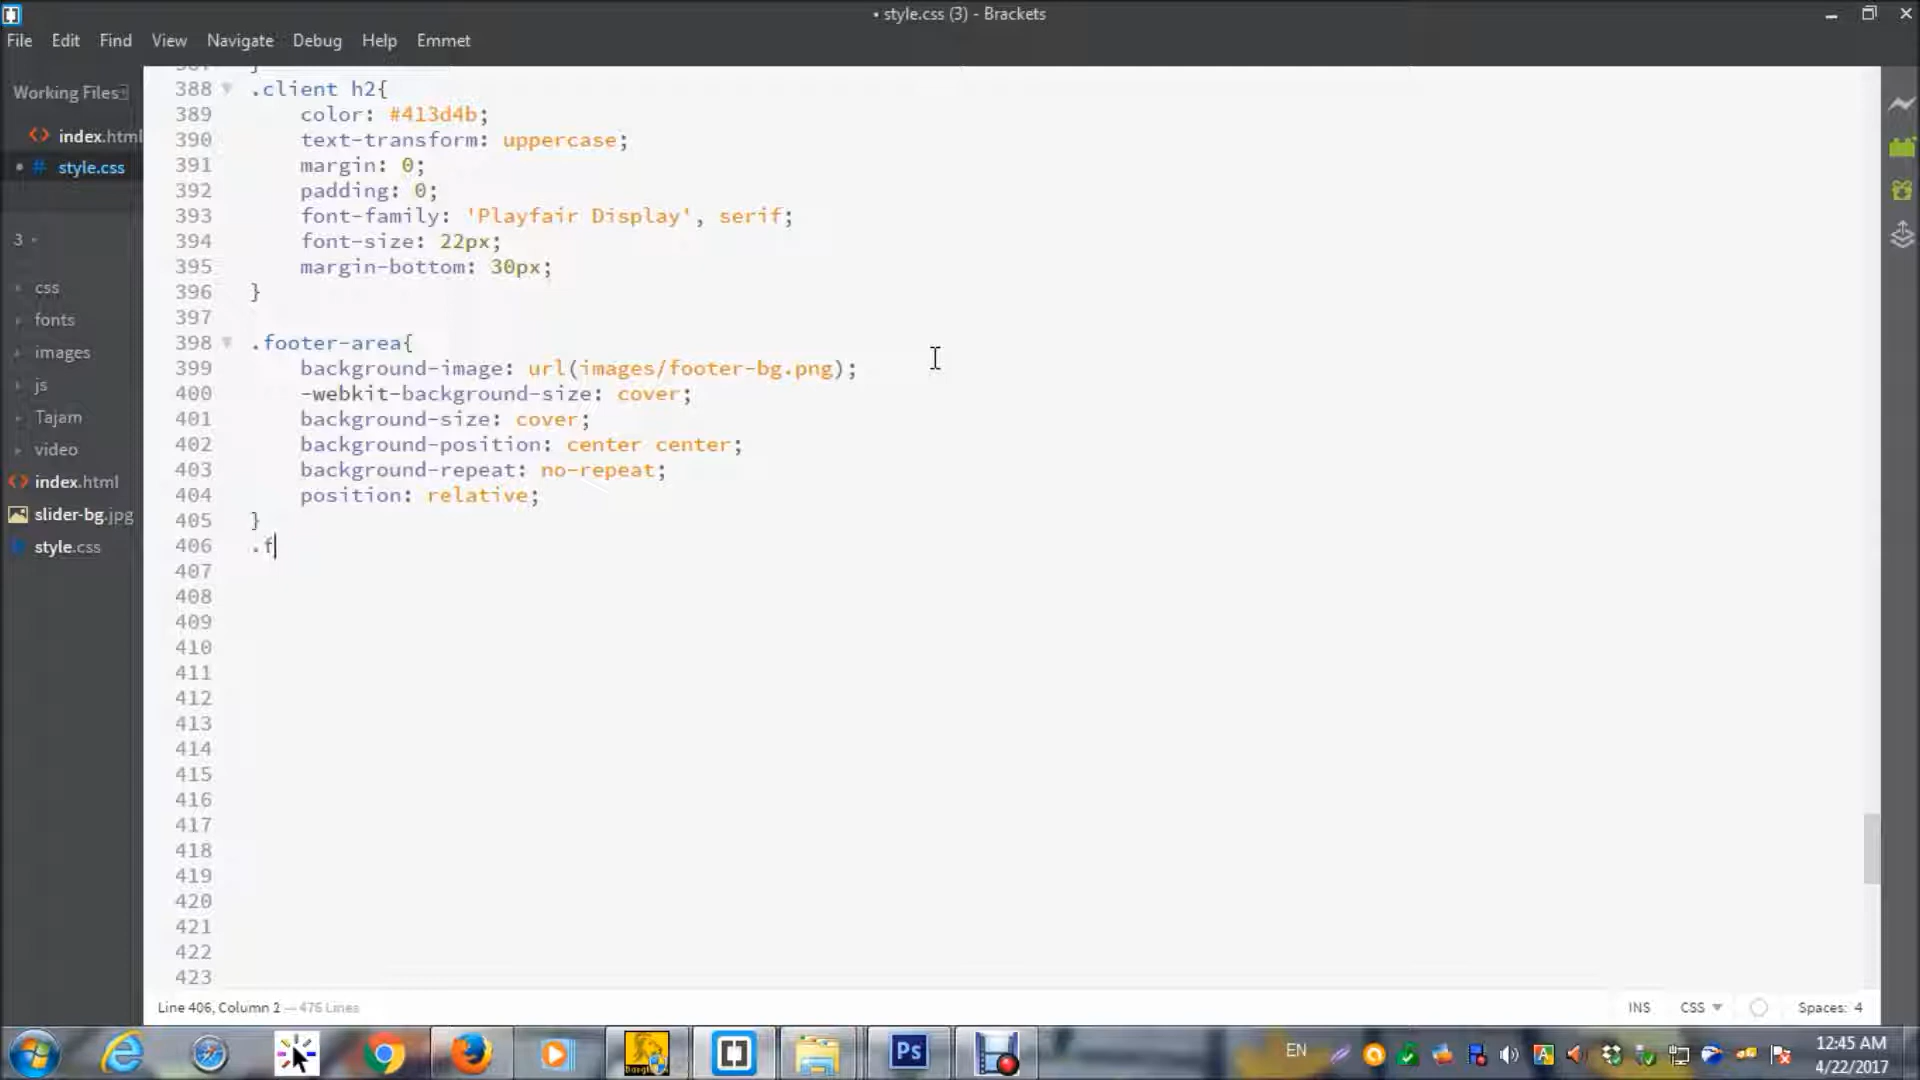 • style.css (3) - Brackets
File Edit Find View Navigate Debug Help Emmet
Working Files
index.html
• # style.css
3
css
fonts
images
js
Tajam
video
index.html
slider-bg.jpg
style.css
387 }
388 .client h2{
389 color: #413d4b;
390 text-transform: uppercase;
391 margin: 0;
392 padding: 0;
393 font-family: 'Playfair Display', serif;
394 font-size: 22px;
395 margin-bottom: 30px;
396 }
397
398 .footer-area{
399 background-image: url(images/footer-bg.png);
400 -webkit-background-size: cover;
401 background-size: cover;
402 background-position: center center;
403 background-repeat: no-repeat;
404 position: relative;
405 }
406 .f
407
408
409
410
411
412
413
414
415
416
417
418
419
420
421
422
423
Line 406, Column 2 — 476 Lines
INS CSS Spaces: 4
Ps
EN
12:45 AM
4/22/2017